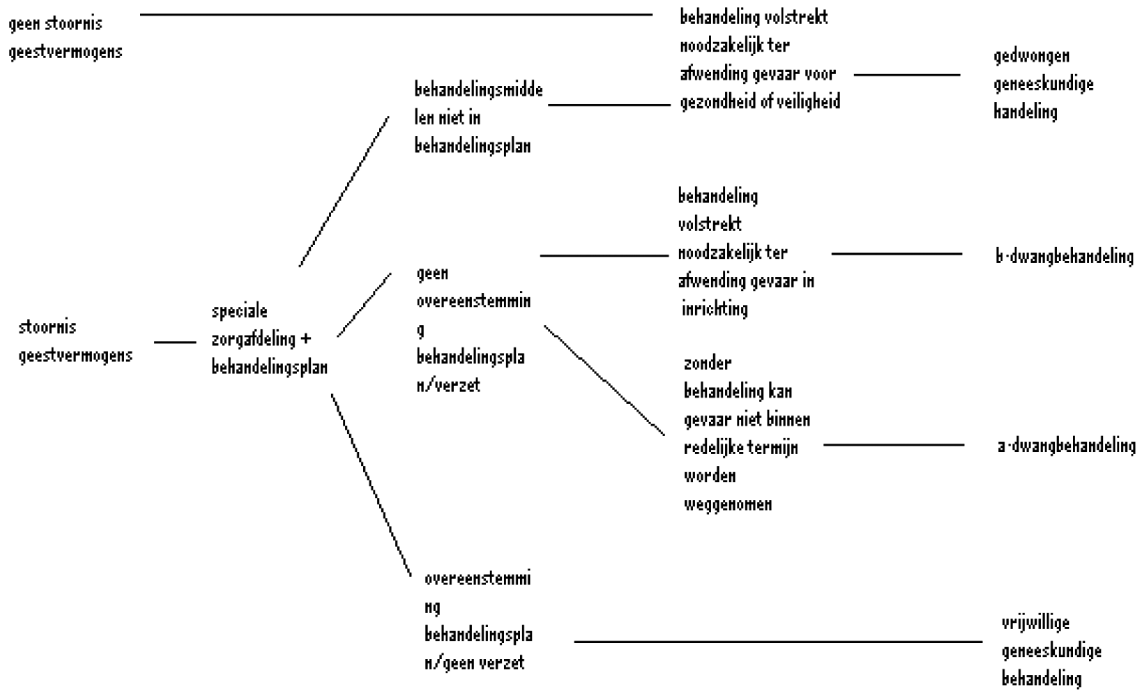 geen stoornis
geestvermogens
behandeling volstrekt
noodzakelijk ter
afwending gevaar voor
gezondheid of veiligheid
gedwongen
geneeskundige
handeling
behandelingsmidde
len niet in
behandelingsplan
stoornis
geestvermogens
speciale
zorgafdeling +
behandelingsplan
geen
overeenstemmin
g
behandelingspla
n/verzet
behandeling
volstrekt
noodzakelijk ter
afwending gevaar in
inrichting
b-dwangbehandeling
zonder
behandeling kan
gevaar niet binnen
redelijke termijn
worden
weggenomen
a-dwangbehandeling
overeenstemmi
ng
behandelingspla
n/geen verzet
vrijwillige
geneeskundige
behandeling